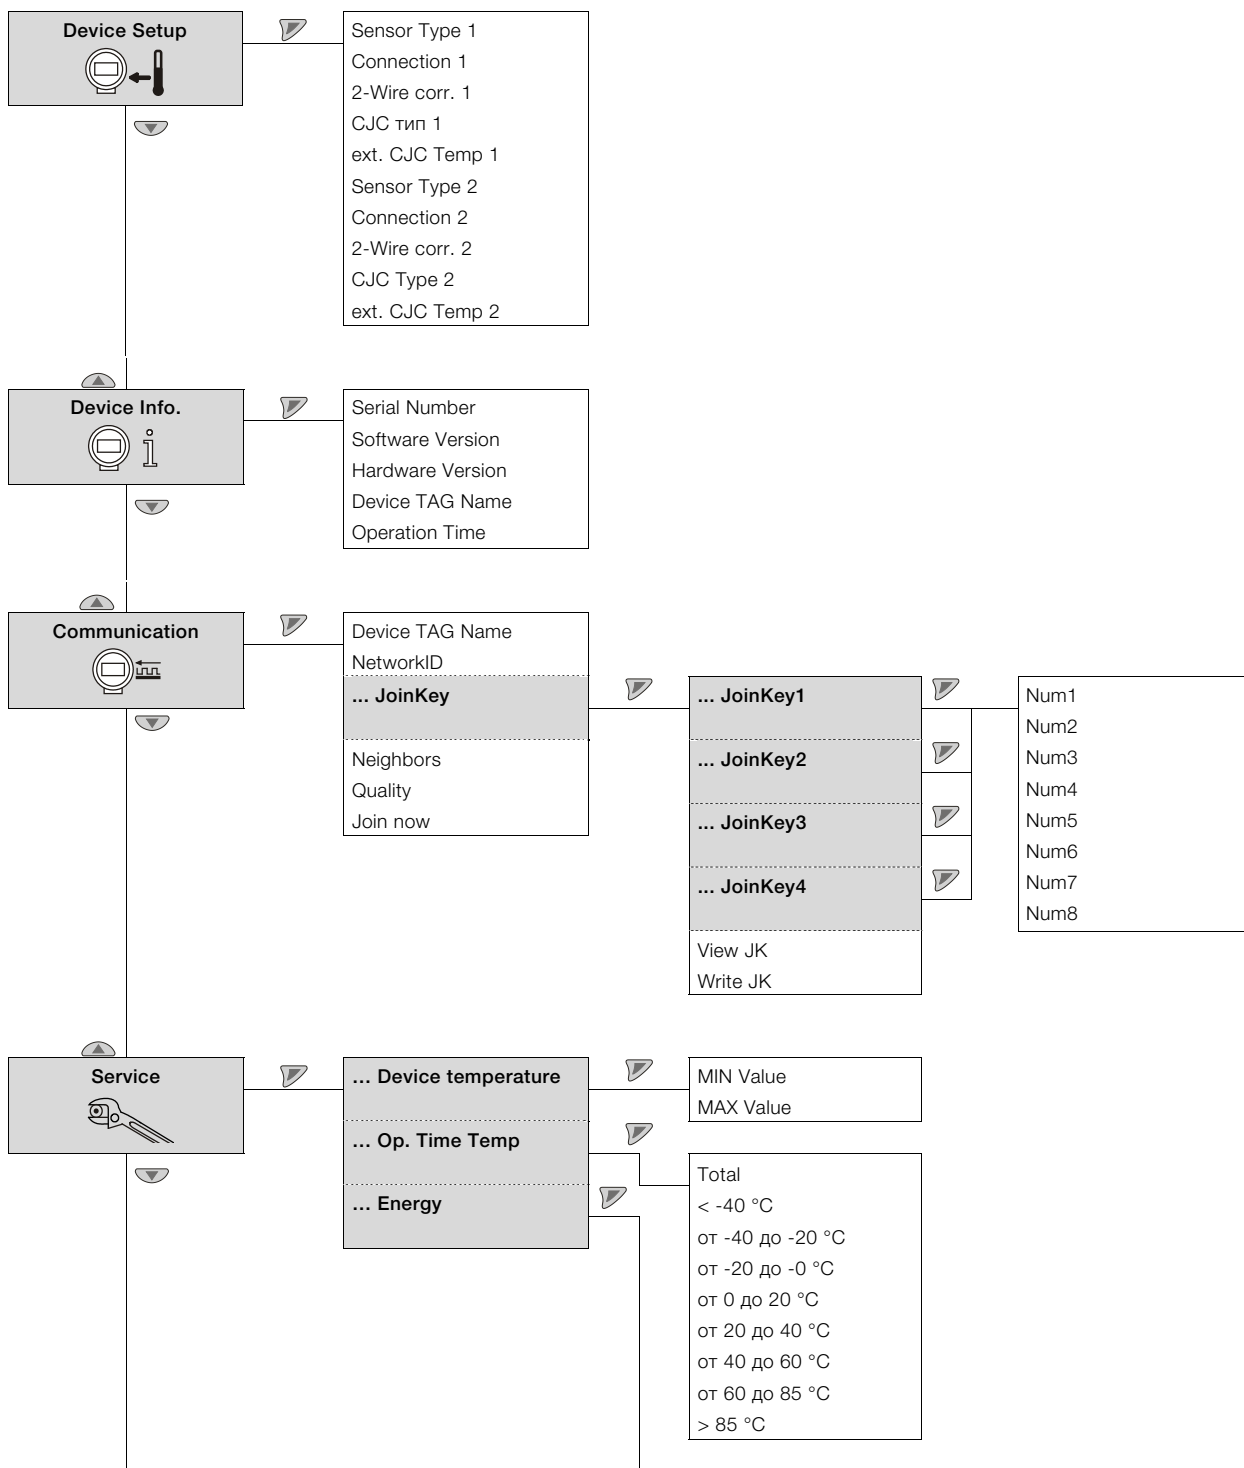 Device Setup
Sensor Type 1
Connection 1
2-Wire corr. 1
CJC тип 1
ext. CJC Temp 1
Sensor Type 2
Connection 2
2-Wire corr. 2
CJC Type 2
ext. CJC Temp 2
Device Info.
Serial Number
Software Version
Hardware Version
Device TAG Name
Operation Time
Communication
Device TAG Name
NetworkID
... JoinKey
Neighbors
Quality
Join now
... JoinKey1
... JoinKey2
... JoinKey3
... JoinKey4
View JK
Write JK
Num1
Num2
Num3
Num4
Num5
Num6
Num7
Num8
Service
... Device temperature
... Op. Time Temp
... Energy
MIN Value
MAX Value
Total
< -40 °C
от -40 до -20 °C
от -20 до -0 °C
от 0 до 20 °C
от 20 до 40 °C
от 40 до 60 °C
от 60 до 85 °C
> 85 °C